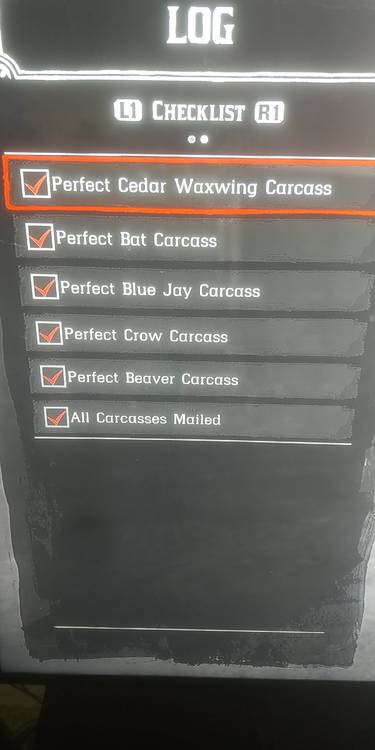 LOG
L1 CHECKLIST R1
Perfect Cedar Waxwing Carcass
Perfect Bat Carcass
Perfect Blue Jay Carcass
Perfect Crow Carcass
Perfect Beaver Carcass
All Carcasses Mailed